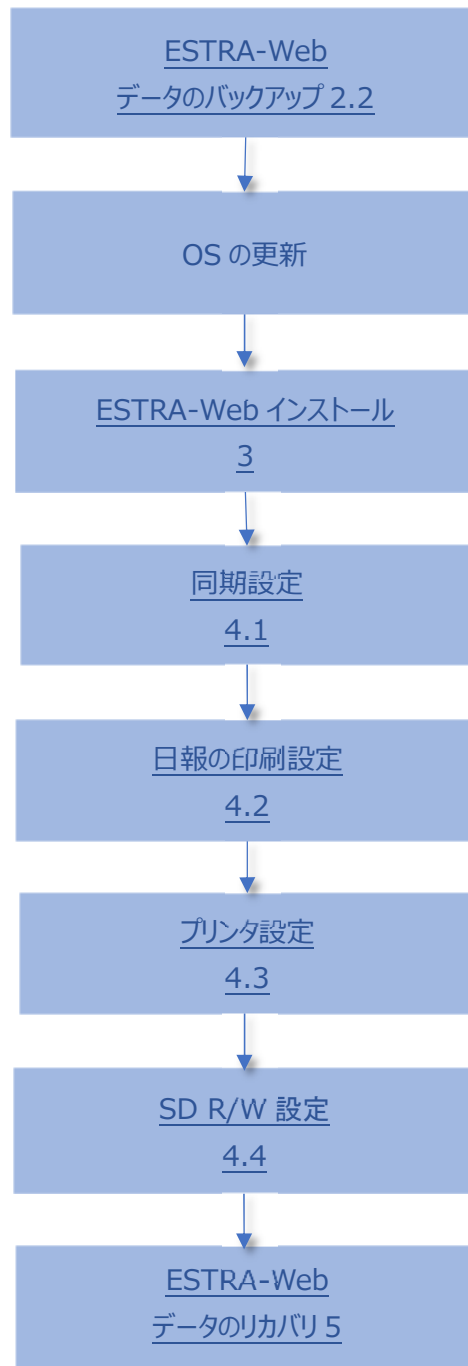 ESTRA-Web
データのバックアップ 2.2
OS の更新
ESTRA-Web インストール
3
同期設定
4.1
日報の印刷設定
4.2
プリンタ設定
4.3
SD R/W 設定
4.4
ESTRA-Web
データのリカバリ 5